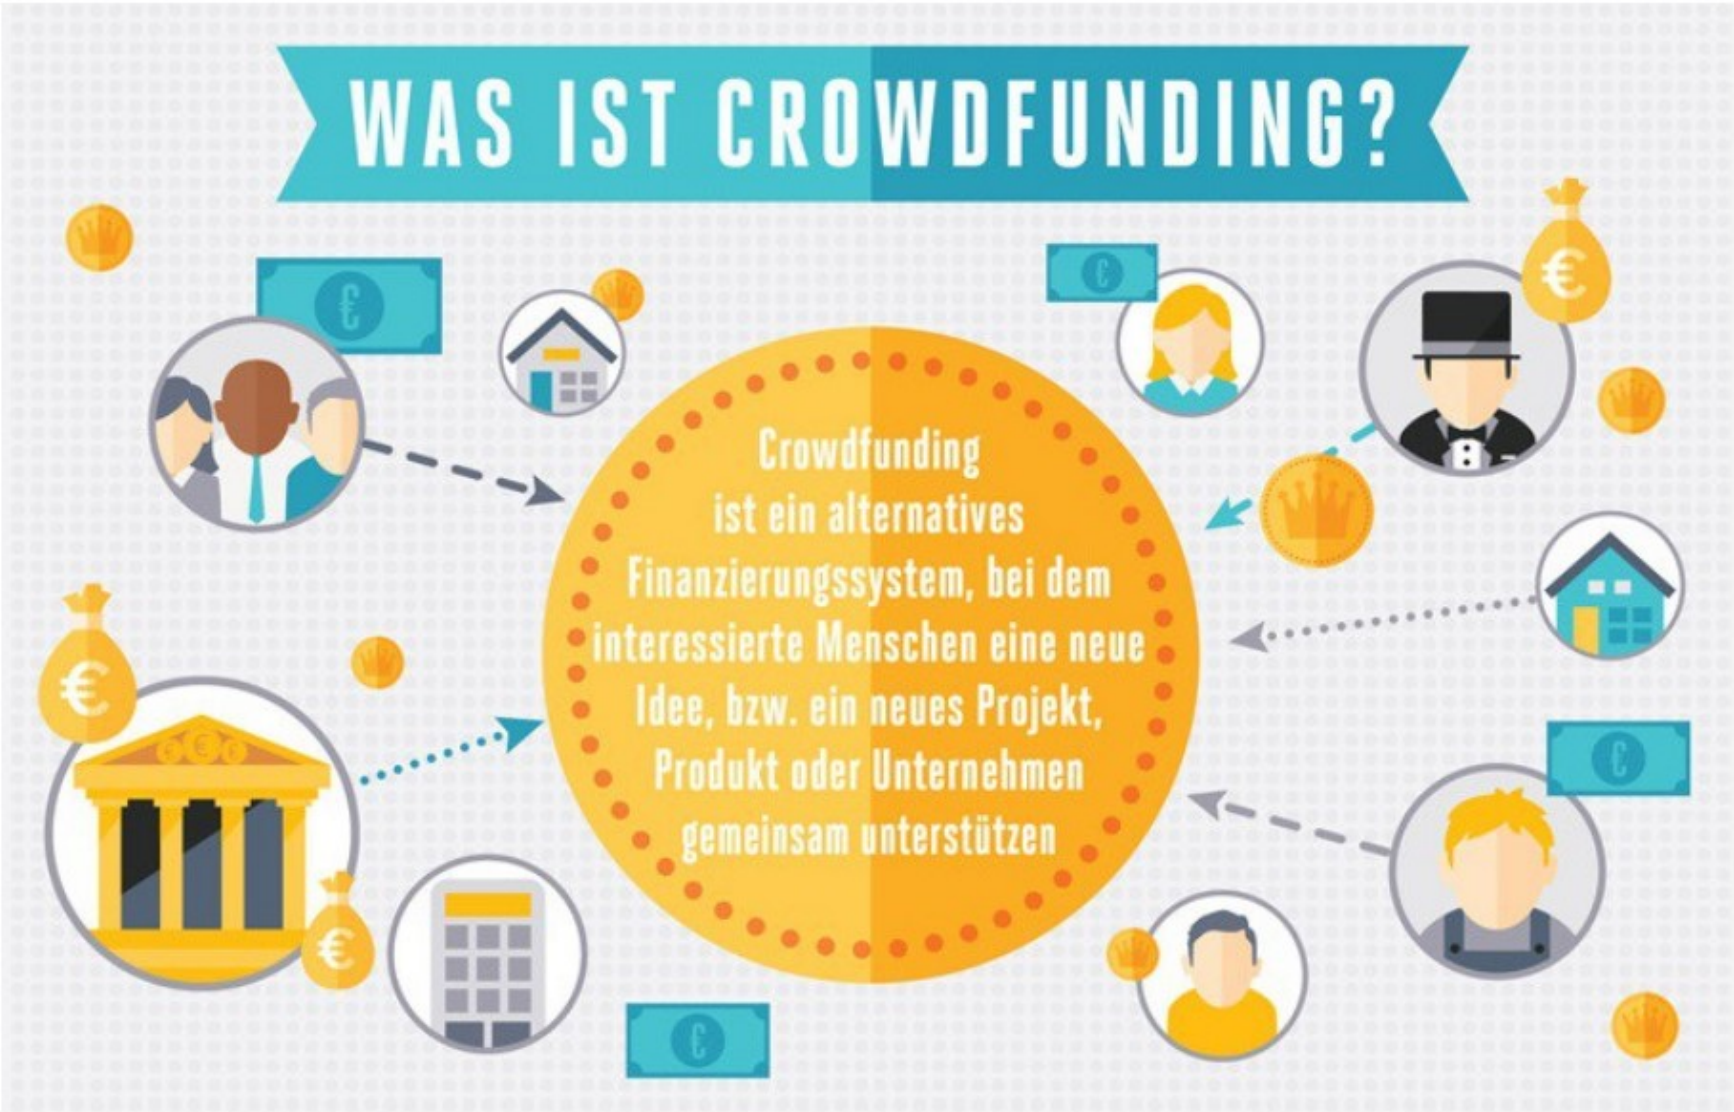 WAS IST CROWDFUNDING?
€
€
€
€
Crowdfunding
ist ein alternatives
Finanzierungssystem, bei dem
interessierte Menschen eine neue
Idee, bzw. ein neues Projekt,
Produkt oder Unternehmen
gemeinsam unterstützen
€
€ € €
€
€
€